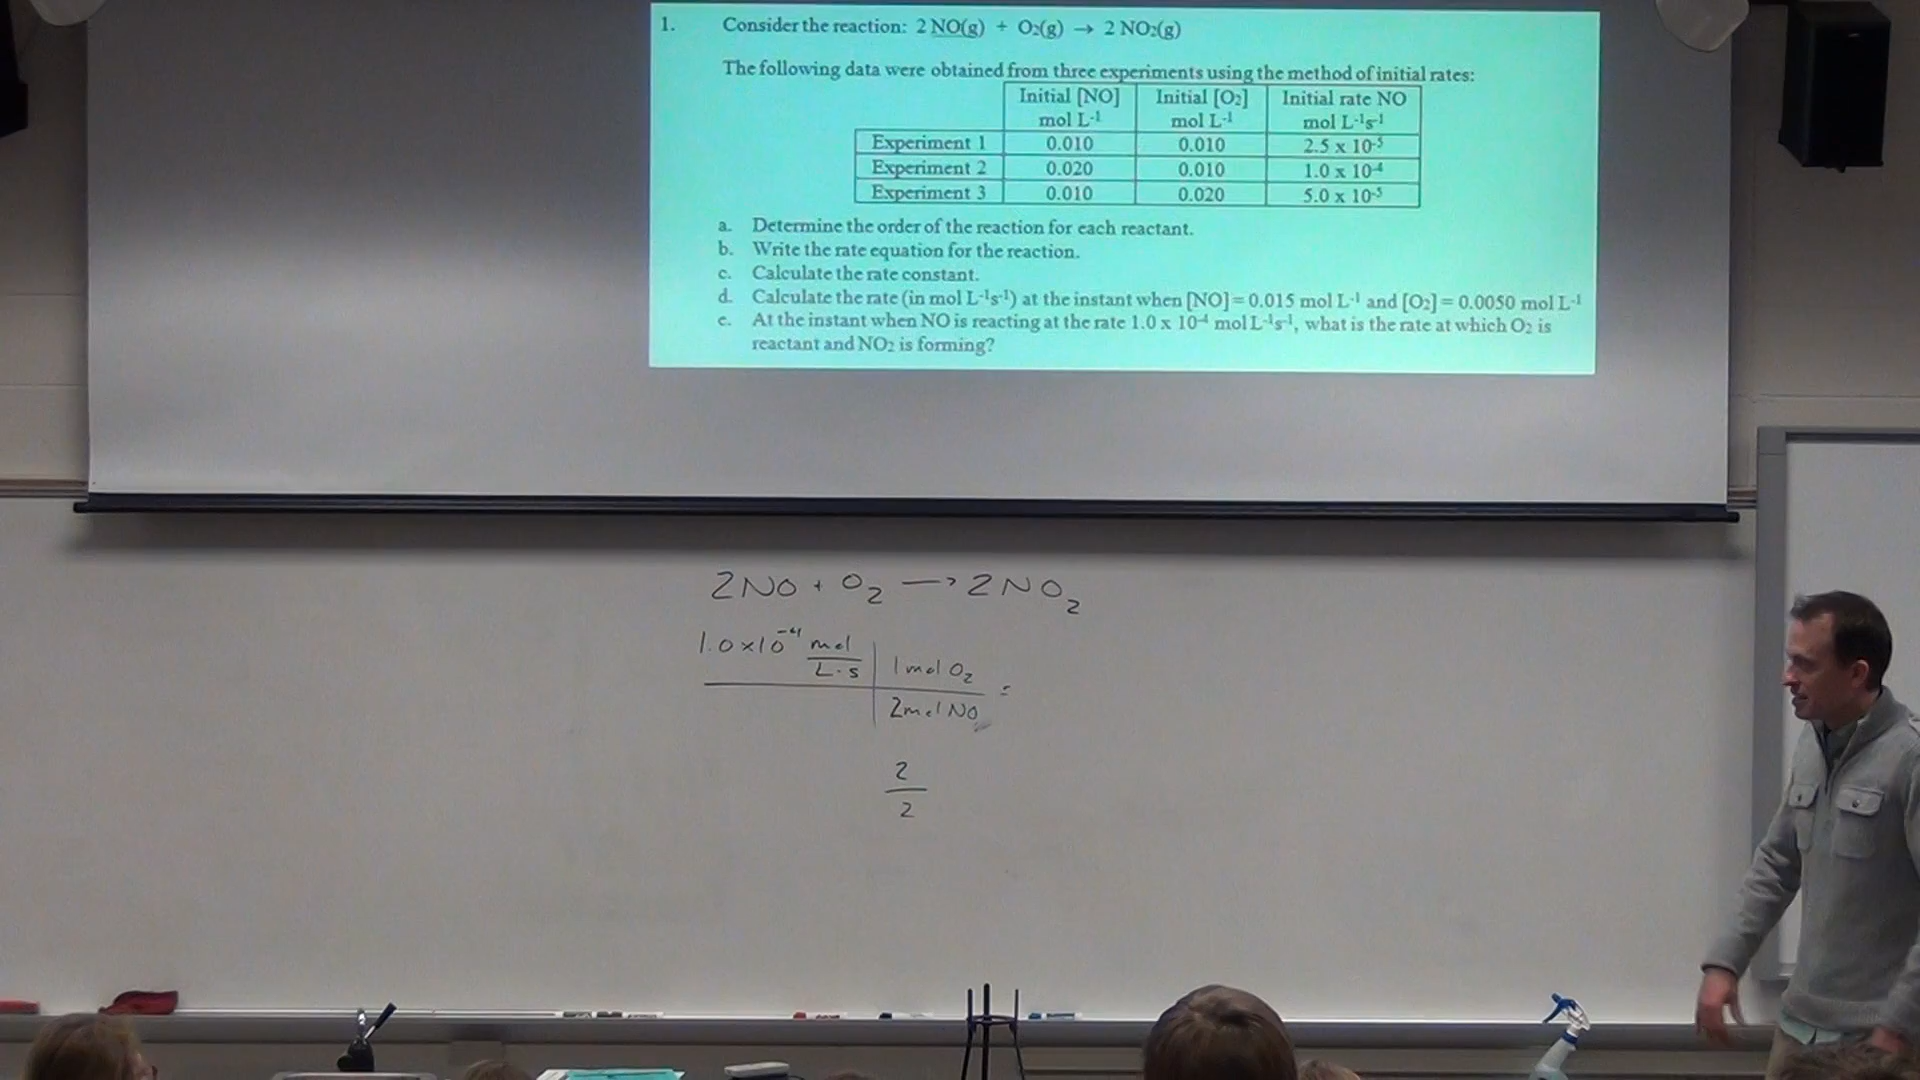 1. Consider the reaction: 2 NO(g) + O₂(g) → 2 NO₂(g)
The following data were obtained from three experiments using the method of initial rates:
Initial [NO] Initial [O₂] Initial rate NO
mol L⁻¹ mol L⁻¹ mol L⁻¹s⁻¹
Experiment 1 0.010 0.010 2.5 x 10⁻⁵
Experiment 2 0.020 0.010 1.0 x 10⁻⁴
Experiment 3 0.010 0.020 5.0 x 10⁻⁵
a. Determine the order of the reaction for each reactant.
b. Write the rate equation for the reaction.
c. Calculate the rate constant.
d. Calculate the rate (in mol L⁻¹s⁻¹) at the instant when [NO] = 0.015 mol L⁻¹ and [O₂] = 0.0050 mol L⁻¹
e. At the instant when NO is reacting at the rate 1.0 x 10⁻⁴ mol L⁻¹s⁻¹, what is the rate at which O₂ is
reactant and NO₂ is forming?
2NO + O₂ → 2NO₂
1.0 x 10⁻⁴ mol
L·s 1 mol O₂ =
2 mol NO
2
2